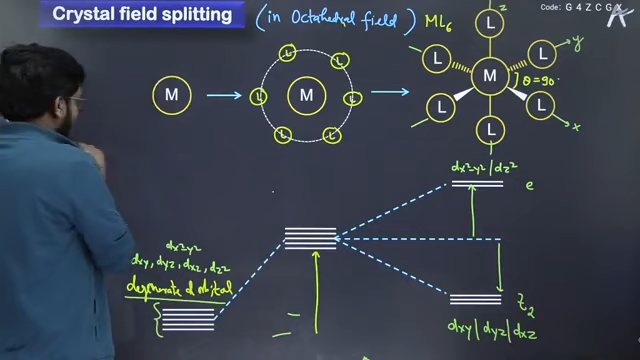 Crystal field splitting
(in Octahedral field) ML6
Code: G4ZCGX
M
L
L
L
L
L
L
M
z
L
L
L
y
M
θ=90
L
L
x
L
dx²-y²/dz²
e
dx²-y²
dxy, dyz, dxz, dz²
degenerate d orbital
t2
dxy/dyz/dxz